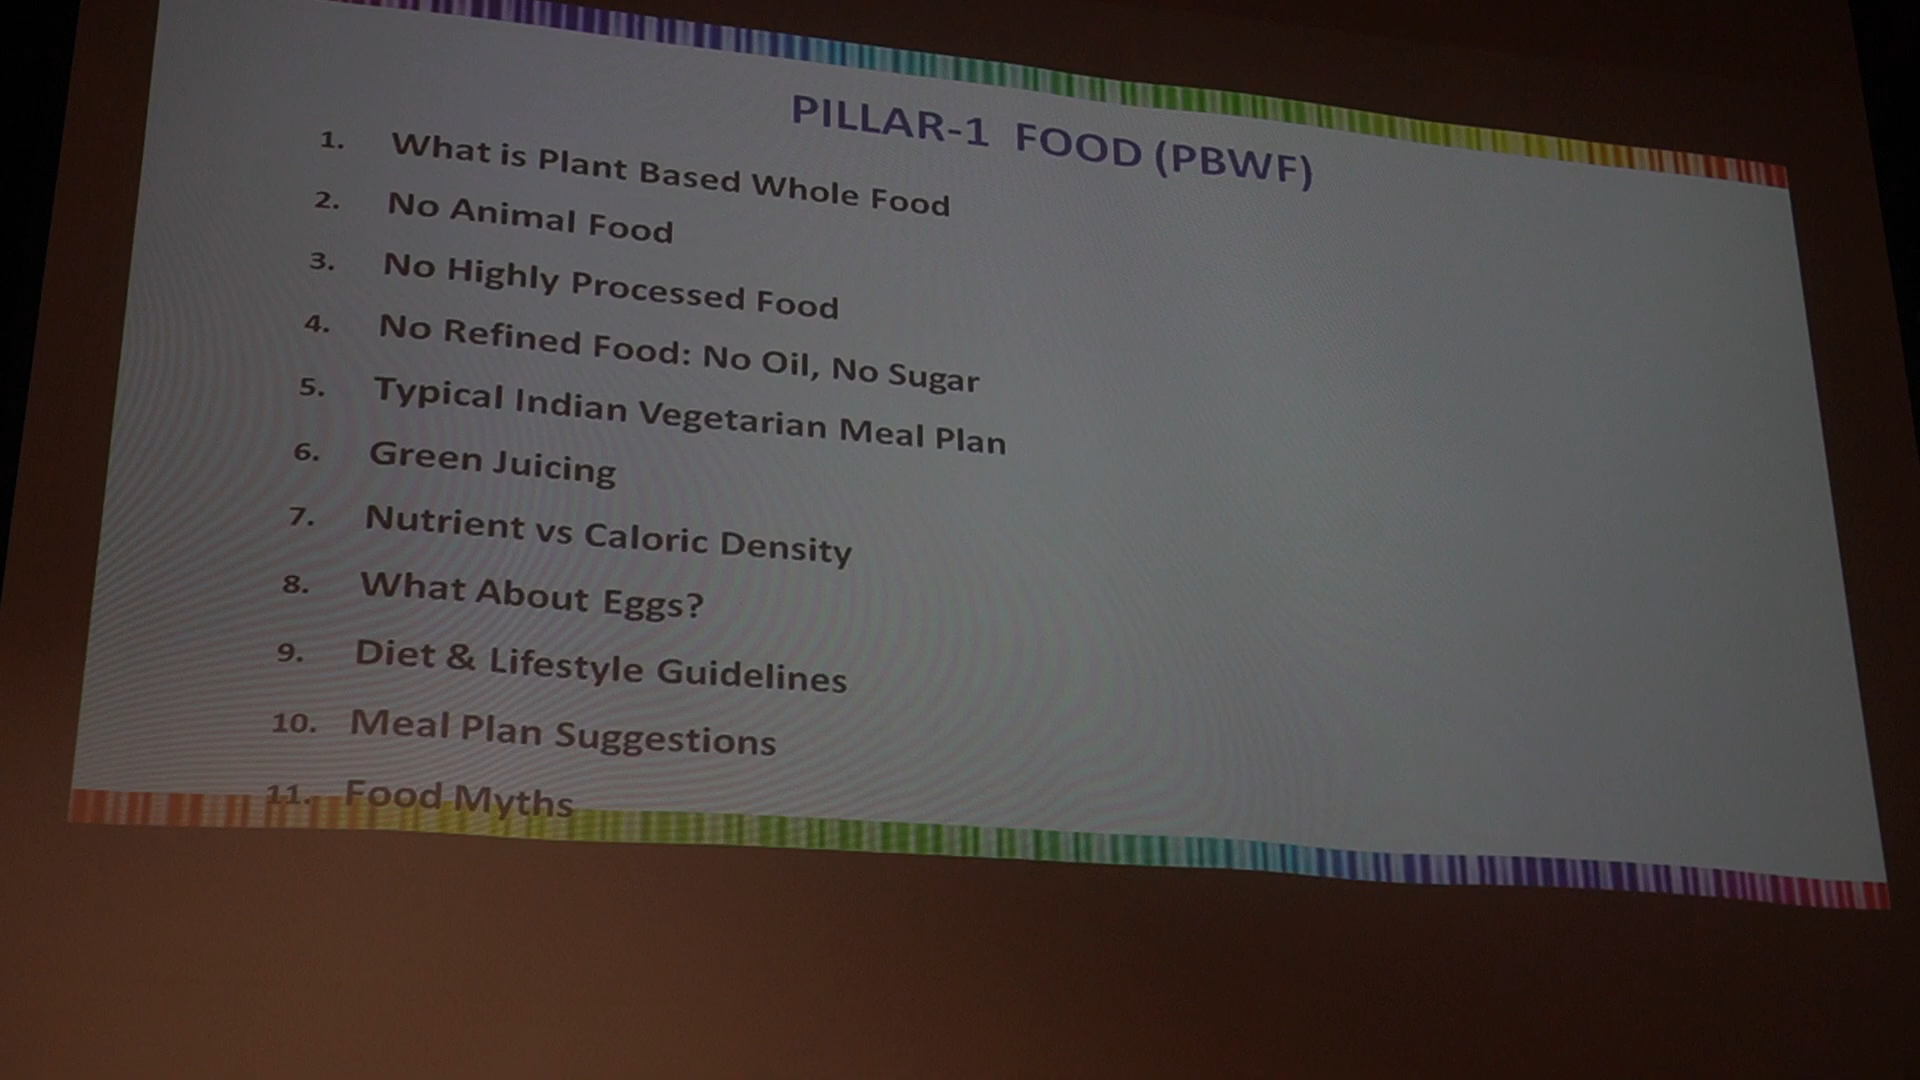 PILLAR-1 FOOD (PBWF)
1. What is Plant Based Whole Food
2. No Animal Food
3. No Highly Processed Food
4. No Refined Food: No Oil, No Sugar
5. Typical Indian Vegetarian Meal Plan
6. Green Juicing
7. Nutrient vs Caloric Density
8. What About Eggs?
9. Diet & Lifestyle Guidelines
10. Meal Plan Suggestions
11. Food Myths